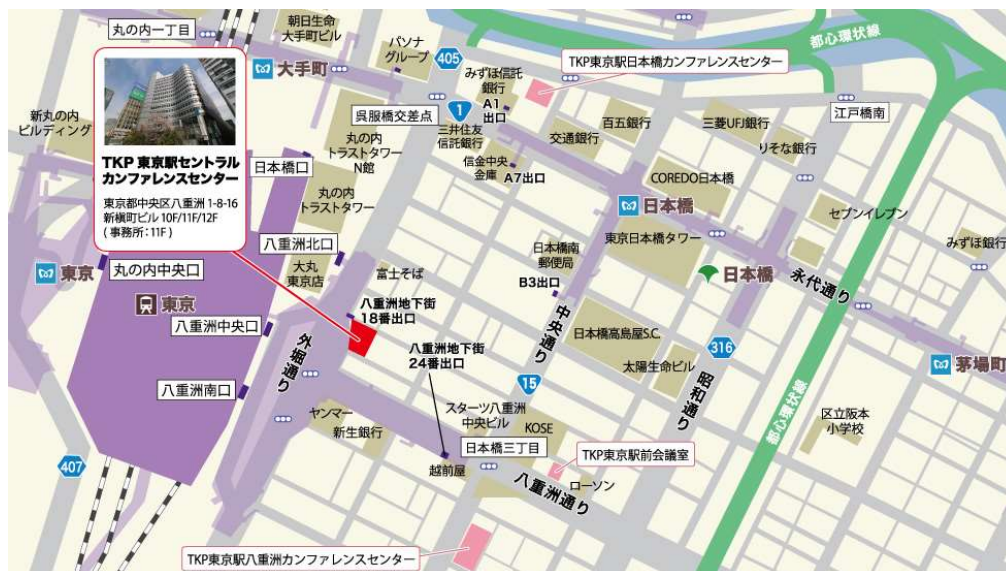 丸の内一丁目
朝日生命
大手町ビル
パソナ
グループ
405
大手町
みずほ信託
銀行
A1
出口
TKP東京駅日本橋カンファレンスセンター
都心環状線
江戸橋南
新丸の内
ビルディング
TKP 東京駅セントラル
カンファレンスセンター
東京都中央区八重洲 1-8-16
新槇町ビル 10F/11F/12F
( 事務所：11F )
呉服橋交差点
1
三井住友
信託銀行
丸の内
トラストタワー
N館
交通銀行
百五銀行
三菱UFJ銀行
りそな銀行
日本橋口
信金中央
金庫
A7出口
COREDO日本橋
丸の内
トラストタワー
日本橋
セブンイレブン
八重洲北口
日本橋南
郵便局
東京日本橋タワー
みずほ銀行
東京
丸の内中央口
大丸
東京店
富士そば
日本橋
永代通り
B3出口
東京
八重洲地下街
18番出口
八重洲中央口
外堀通り
中央通り
日本橋高島屋S.C.
316
八重洲地下街
24番出口
太陽生命ビル
昭和通り
茅場町
八重洲南口
15
都心環状線
ヤンマー
新生銀行
スターツ八重洲
中央ビル
KOSE
区立阪本
小学校
日本橋三丁目
TKP東京駅前会議室
407
越前屋
八重洲通り
ローソン
TKP東京駅八重洲カンファレンスセンター